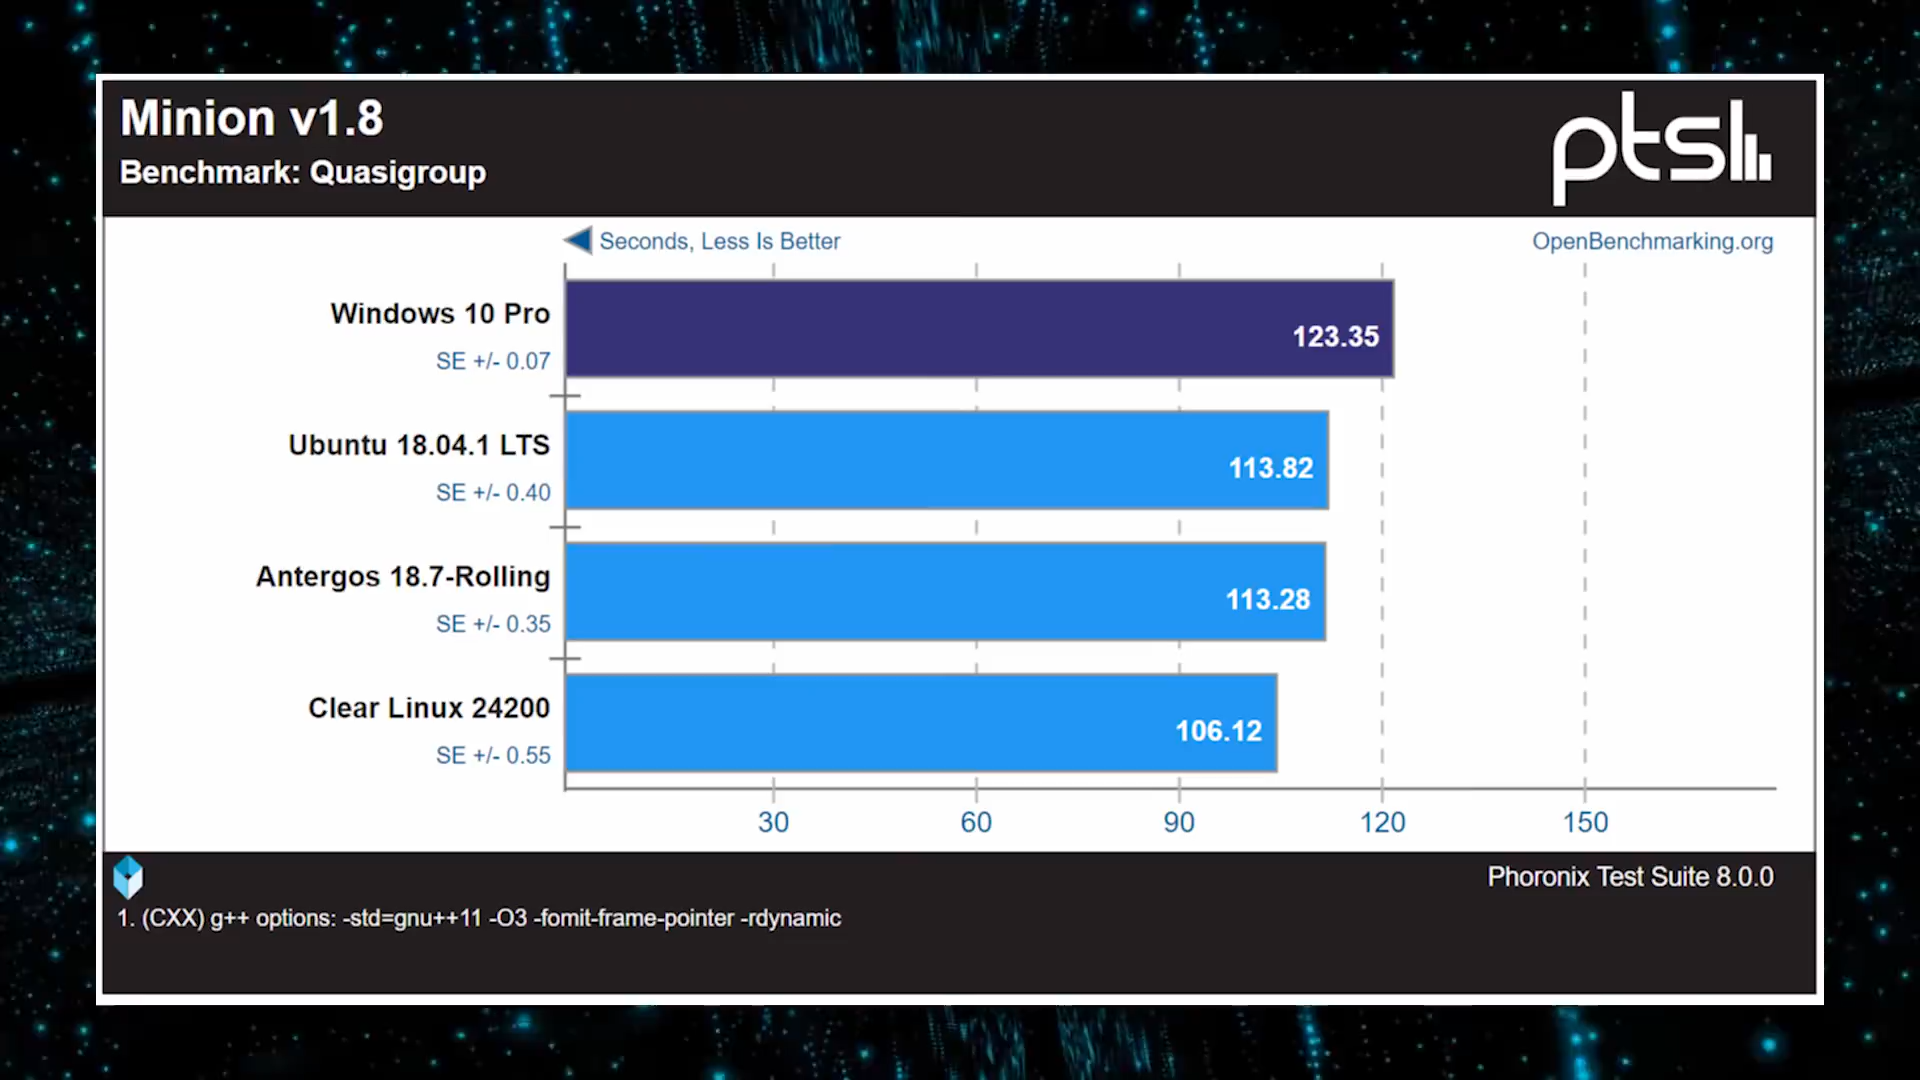 Minion v1.8
Benchmark: Quasigroup
pts
Seconds, Less Is Better
OpenBenchmarking.org
Windows 10 Pro
SE +/- 0.07
123.35
Ubuntu 18.04.1 LTS
SE +/- 0.40
113.82
Antergos 18.7-Rolling
SE +/- 0.35
113.28
Clear Linux 24200
SE +/- 0.55
106.12
30 60 90 120 150
Phoronix Test Suite 8.0.0
1. (CXX) g++ options: -std=gnu++11 -O3 -fomit-frame-pointer -rdynamic